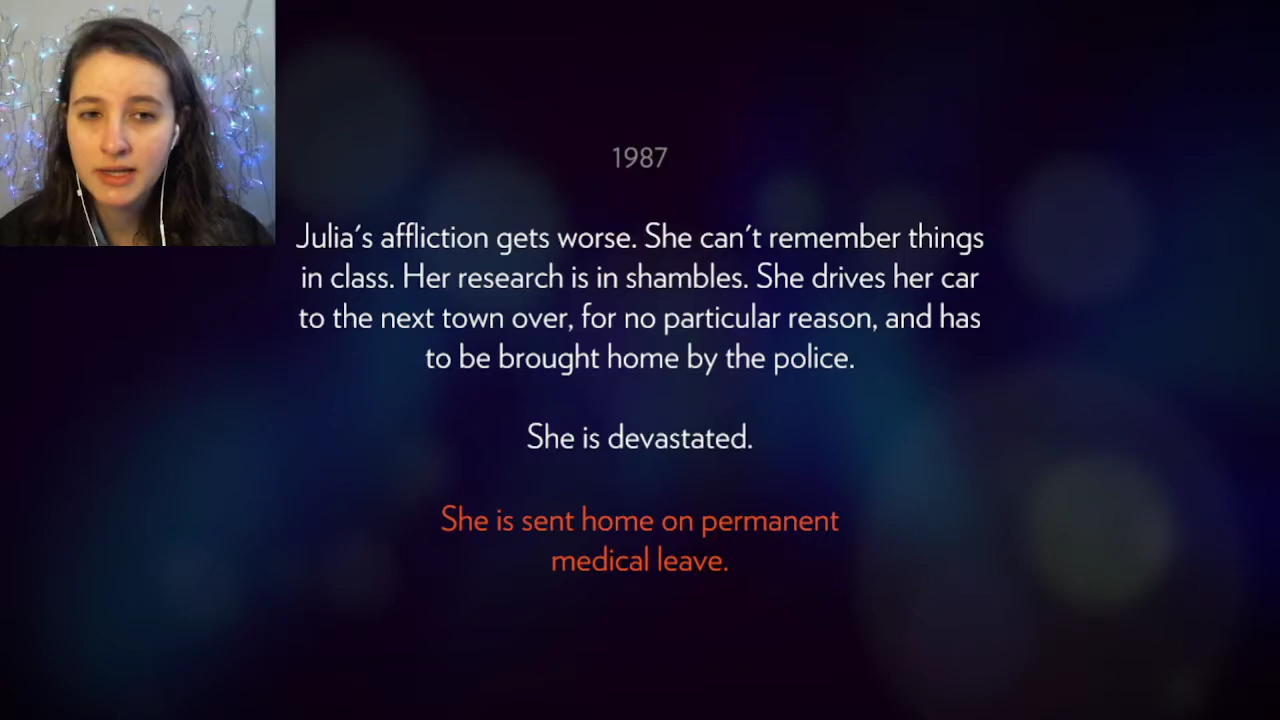 1987
Julia's affliction gets worse. She can't remember things
in class. Her research is in shambles. She drives her car
to the next town over, for no particular reason, and has
to be brought home by the police.
She is devastated.
She is sent home on permanent
medical leave.